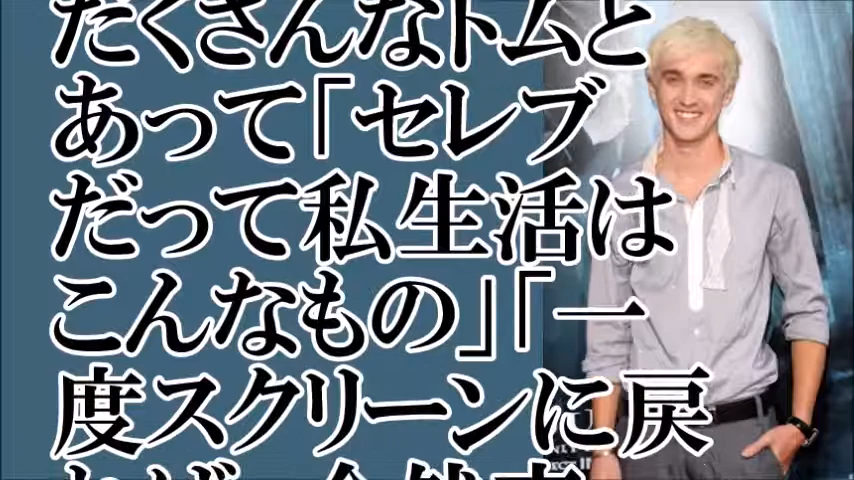 たくさんなトムと
あって「セレブ
だって私生活は
こんなもの」「一
度スクリーンに戻